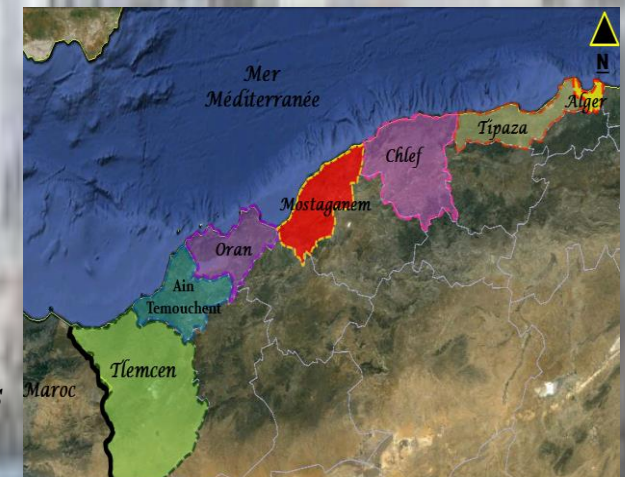 N
Mer
Méditerranée
Alger
Tipaza
Chlef
Mostaganem
Oran
Ain
Temouchent
Tlemcen
Maroc